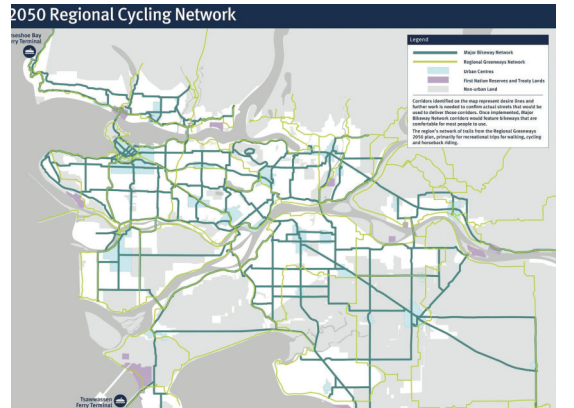 2050 Regional Cycling Network
seshoe Bay
erry Terminal
Legend
Major Bikeway Network
Regional Greenways Network
Urban Centres
First Nation Reserves and Treaty Lands
Non-urban Land
Corridors identified on the map represent desire lines and
further work is needed to confirm actual streets that would be
used to deliver those corridors. Once implemented, Major
Bikeway Network corridors would feature bikeways that are
comfortable for most people to use.
The region's network of trails from the Regional Greenways
2050 plan, primarily for recreational trips for walking, cycling
and horseback riding.
Tsawwassen
Ferry Terminal